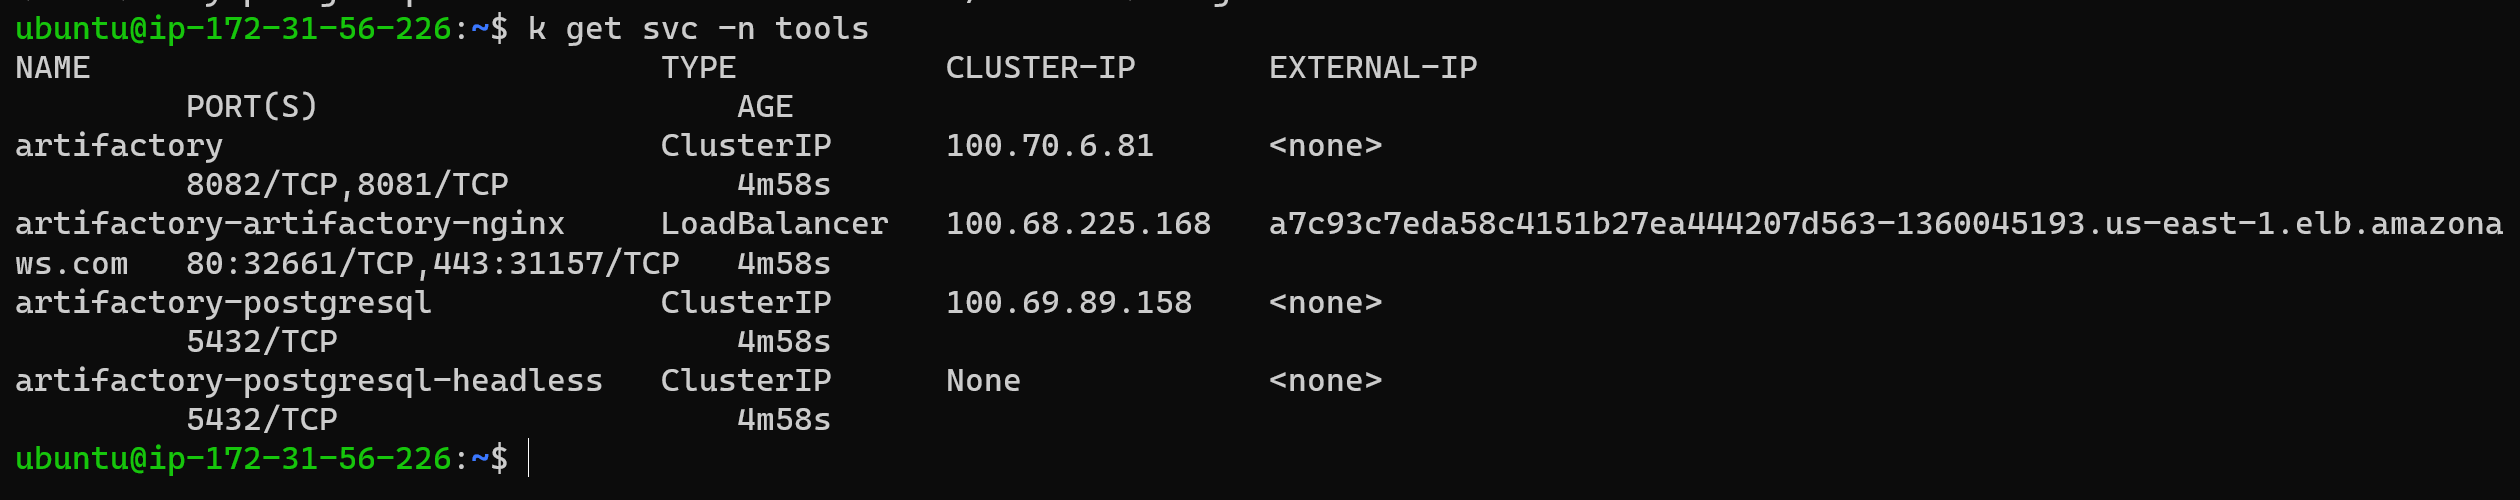 ubuntu@ip-172-31-56-226:~$ k get svc -n tools
NAME                              TYPE           CLUSTER-IP       EXTERNAL-IP
         PORT(S)                      AGE
artifactory                       ClusterIP      100.70.6.81      <none>
         8082/TCP,8081/TCP            4m58s
artifactory-artifactory-nginx     LoadBalancer   100.68.225.168   a7c93c7eda58c4151b27ea444207d563-1360045193.us-east-1.elb.amazona
ws.com   80:32661/TCP,443:31157/TCP   4m58s
artifactory-postgresql            ClusterIP      100.69.89.158    <none>
         5432/TCP                     4m58s
artifactory-postgresql-headless   ClusterIP      None             <none>
         5432/TCP                     4m58s
ubuntu@ip-172-31-56-226:~$